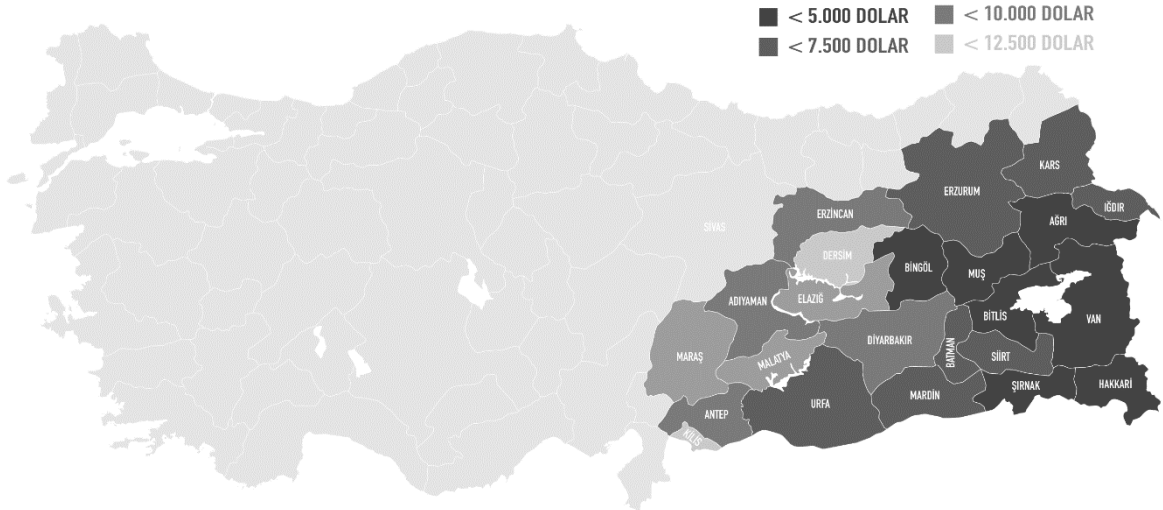 < 5.000 DOLAR
< 10.000 DOLAR
< 7.500 DOLAR
< 12.500 DOLAR
KARS
ERZURUM
IĞDIR
ERZİNCAN
AĞRI
SİVAS
DERSİM
BİNGÖL
MUŞ
ELAZIĞ
ADIYAMAN
BİTLİS
VAN
DİYARBAKIR
BATMAN
SİİRT
MARAŞ
MALATYA
ŞIRNAK
HAKKARİ
MARDİN
URFA
ANTEP
KİLİS